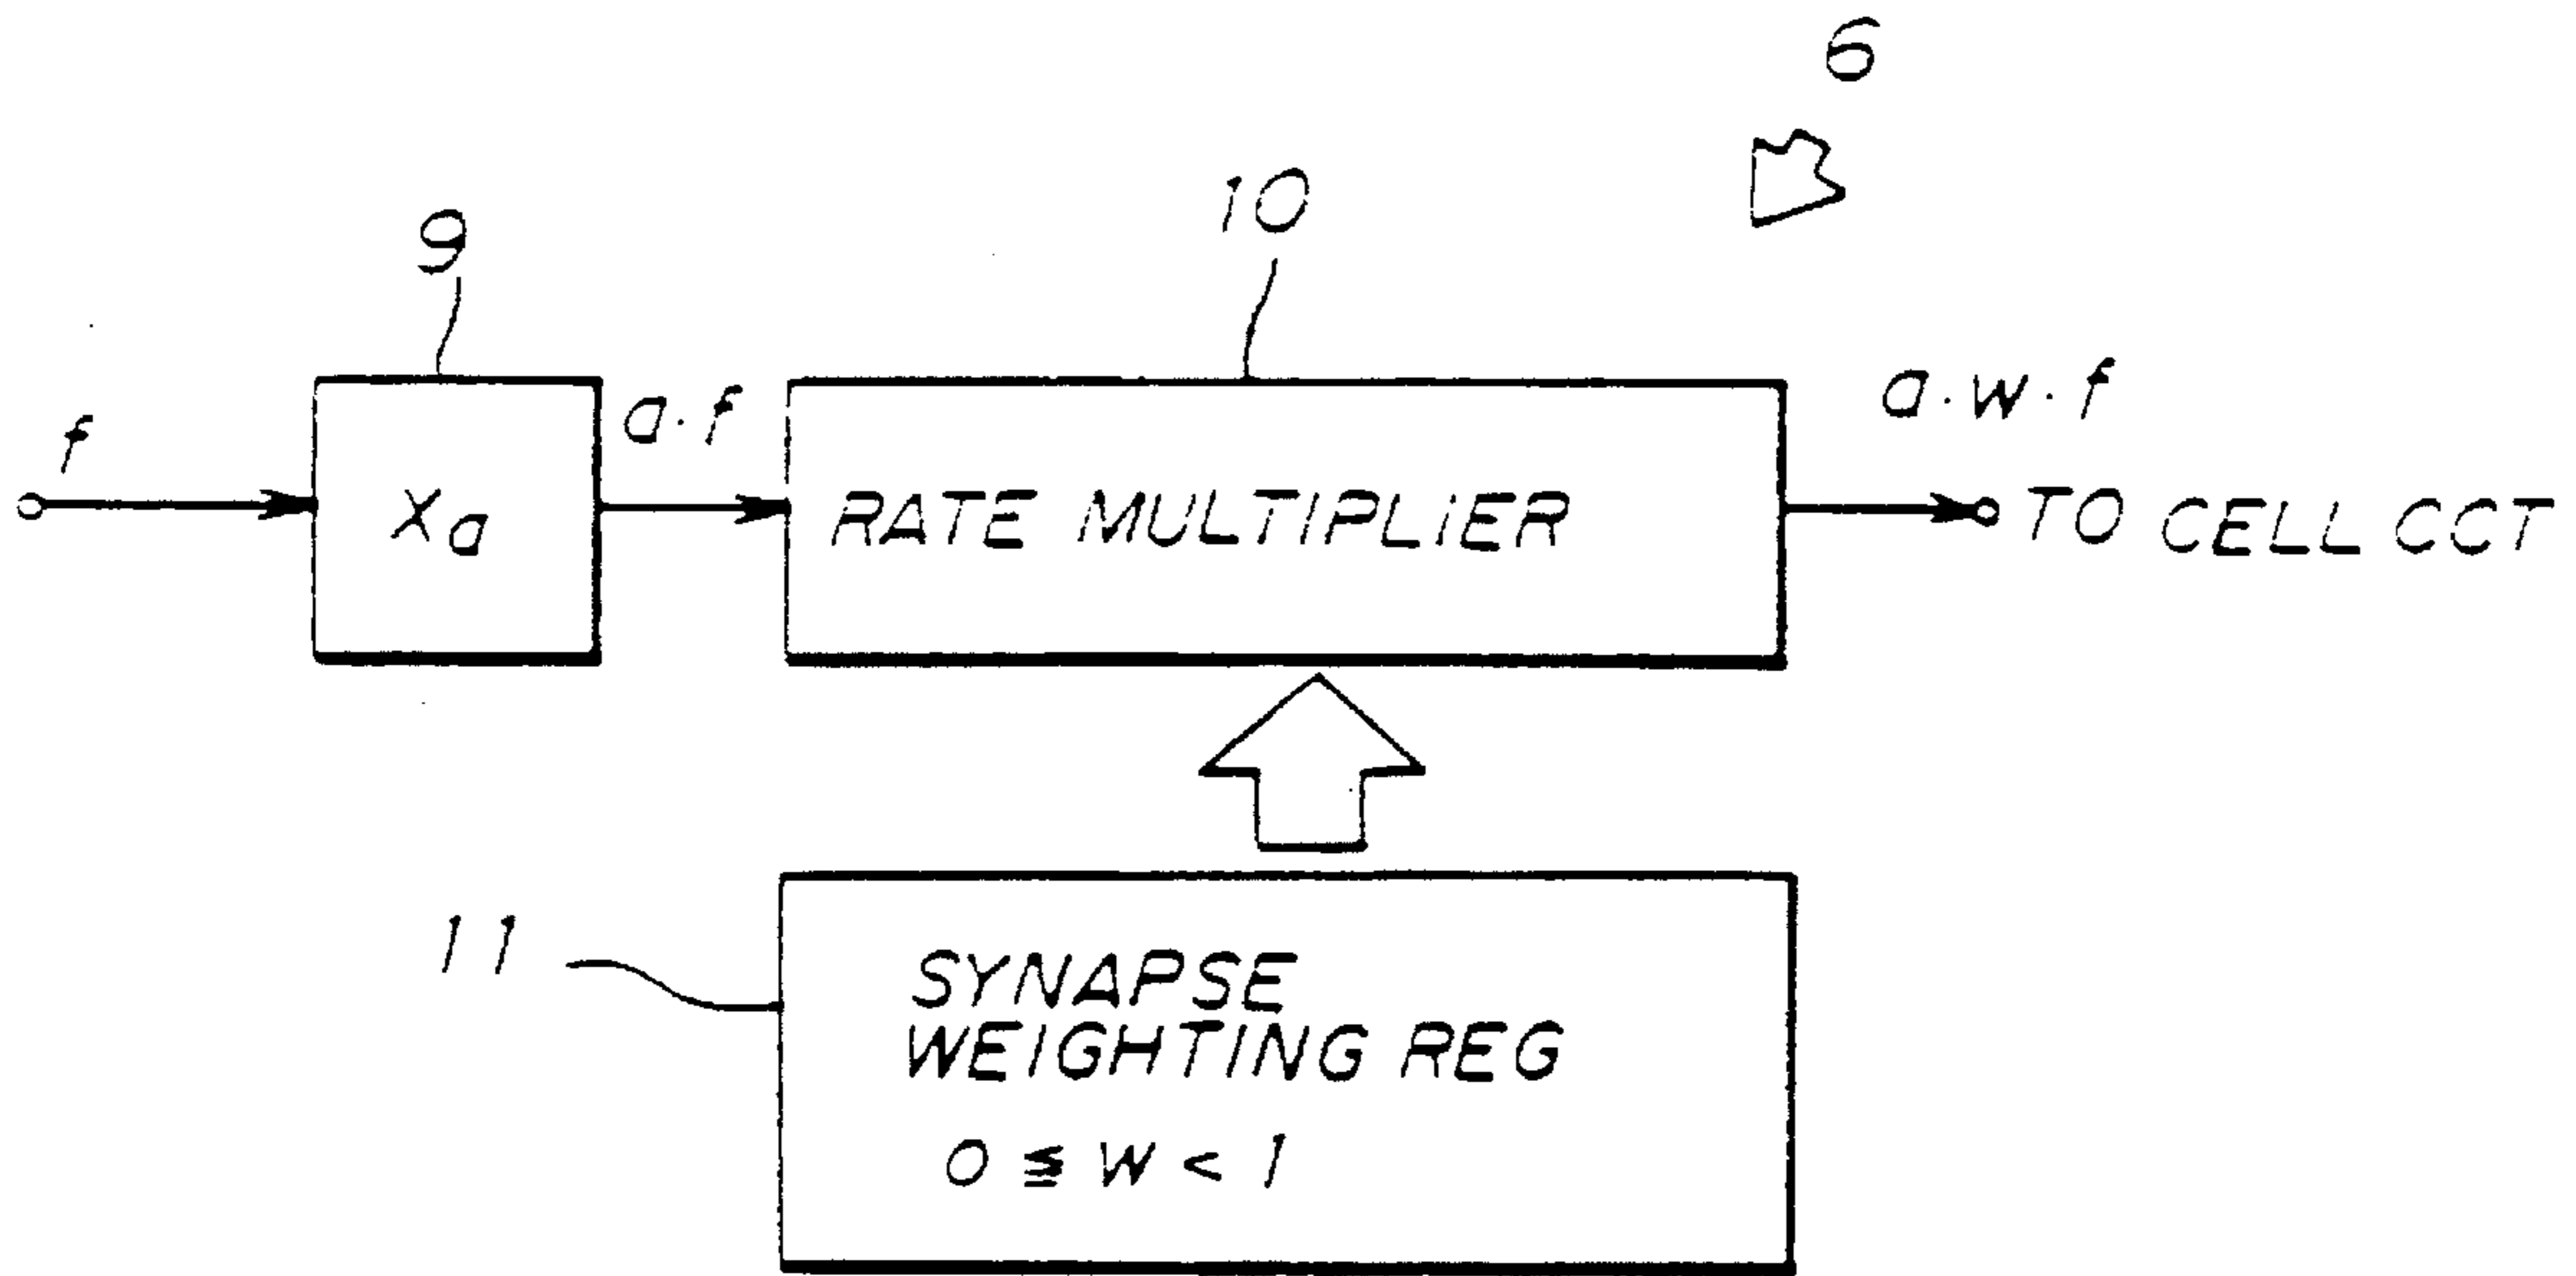 6
10
9
f
a·f
a·w·f
Xa
RATE MULTIPLIER
TO CELL CCT
11
SYNAPSE
WEIGHTING REG
0 ≦ w < 1